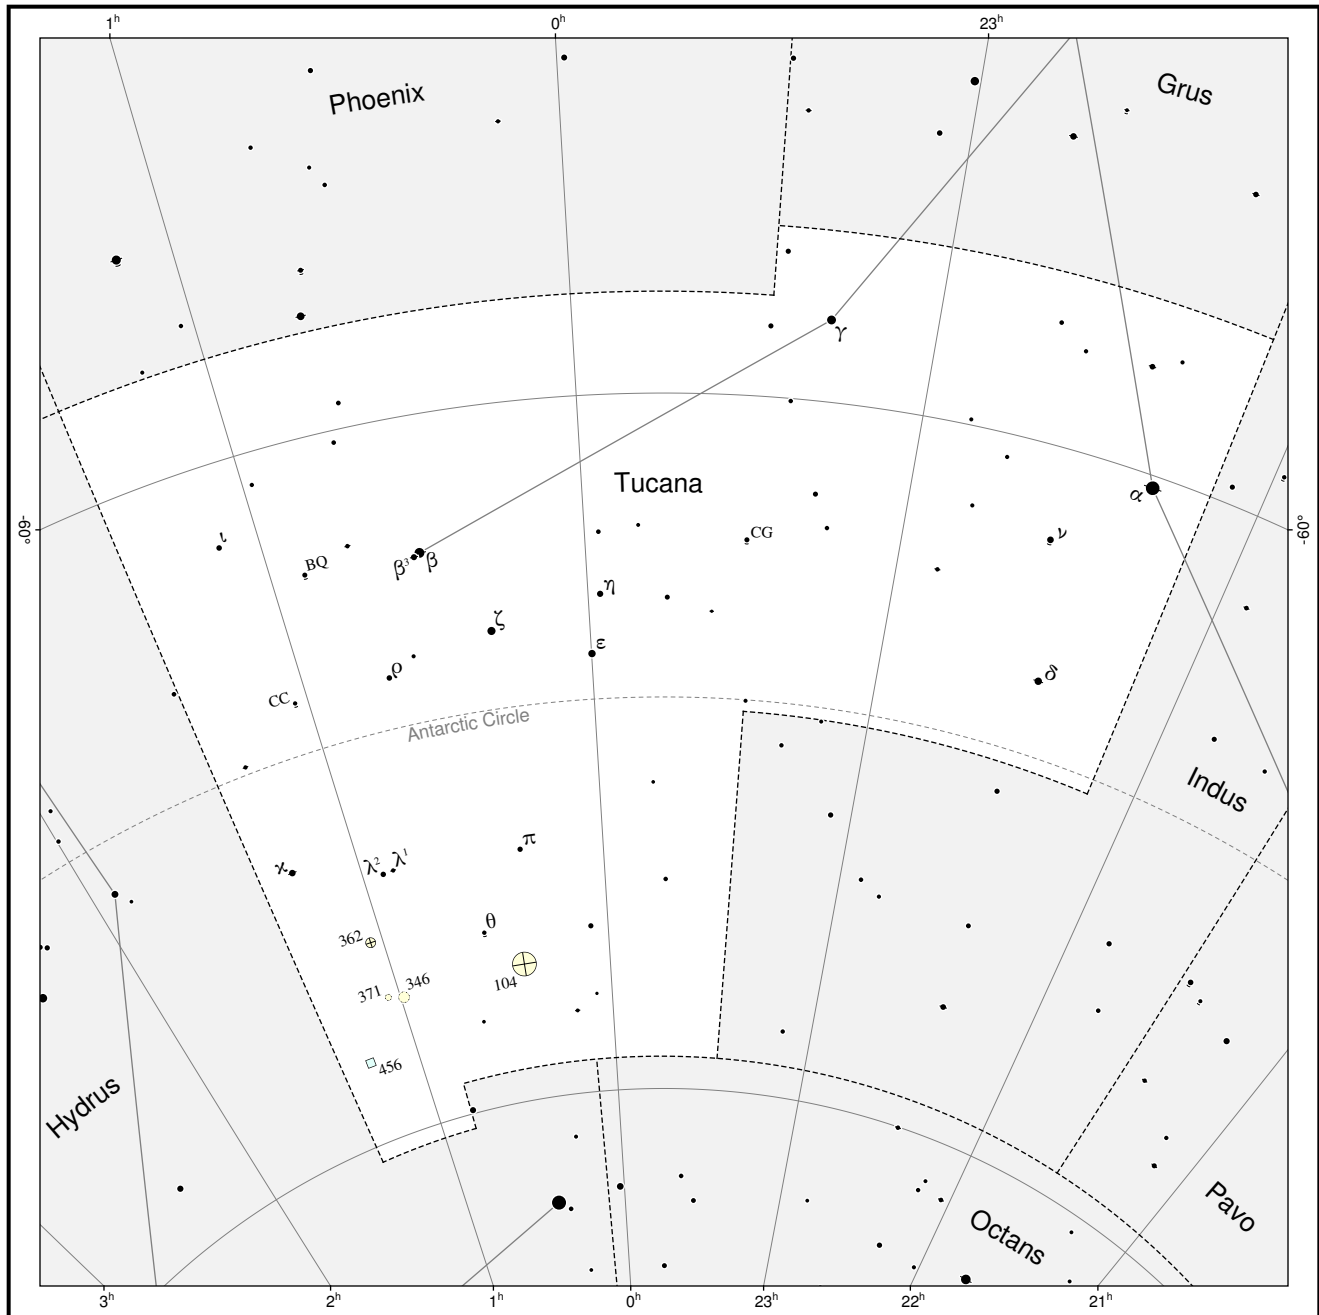 1h 0h 23h
Phoenix
Grus
γ
Tucana
α
-60°
-60°
ι
BQ
β³
β
CG
ν
η
ζ
ε
ρ
δ
CC
Antarctic Circle
Indus
π
ϰ
λ²
λ¹
θ
362
104
371
346
456
Hydrus
Pavo
Octans
3h 2h 1h 0h 23h 22h 21h